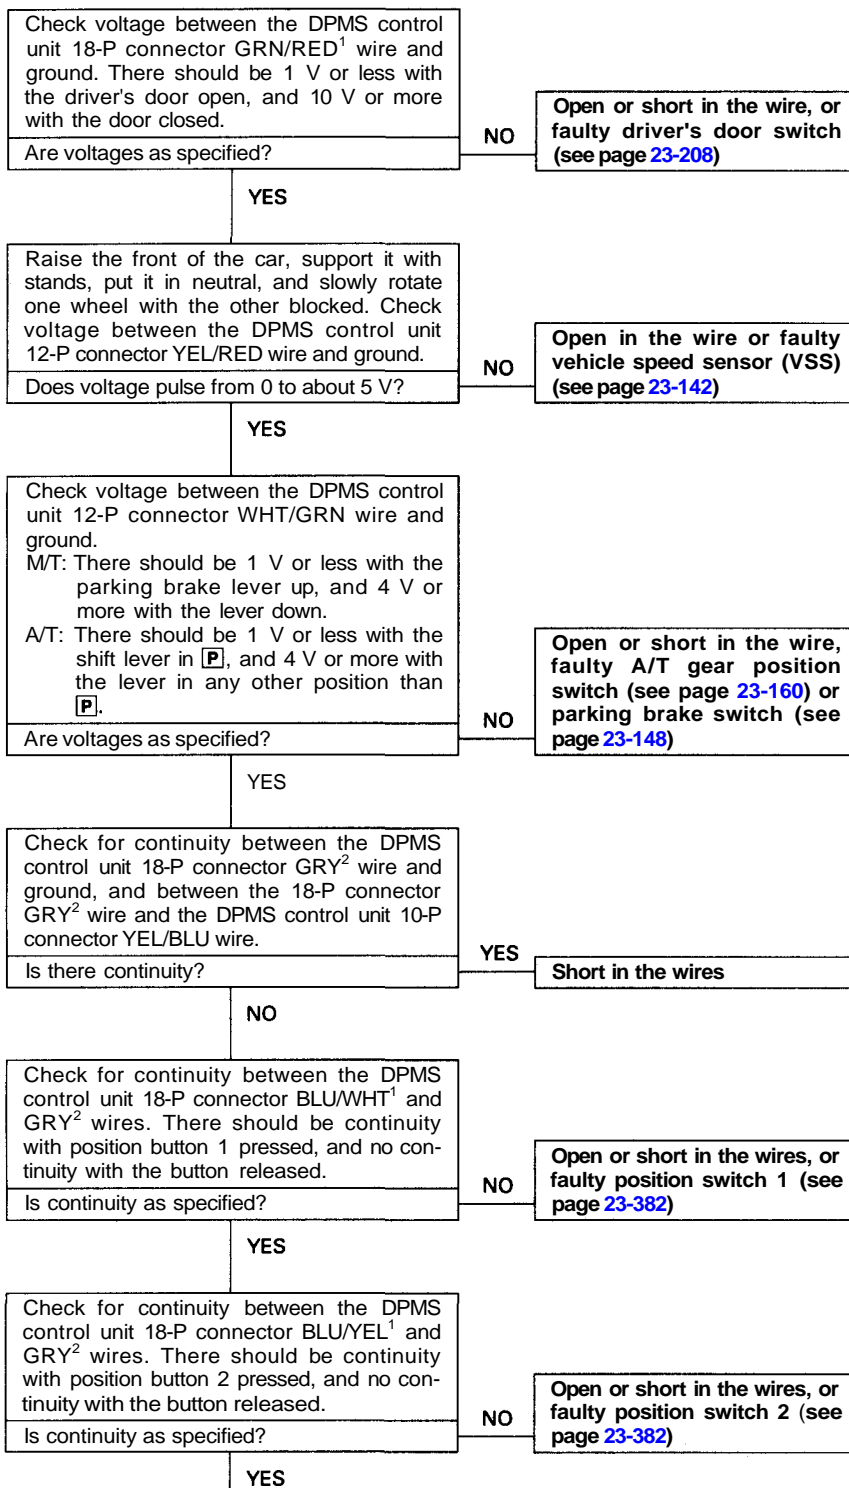 Check voltage between the DPMS control
unit 18-P connector GRN/RED¹ wire and
ground. There should be 1 V or less with
the driver's door open, and 10 V or more
with the door closed.
Are voltages as specified?
NO
Open or short in the wire, or
faulty driver's door switch
(see page 23-208)
YES
Raise the front of the car, support it with
stands, put it in neutral, and slowly rotate
one wheel with the other blocked. Check
voltage between the DPMS control unit
12-P connector YEL/RED wire and ground.
Does voltage pulse from 0 to about 5 V?
NO
Open in the wire or faulty
vehicle speed sensor (VSS)
(see page 23-142)
YES
Check voltage between the DPMS control
unit 12-P connector WHT/GRN wire and
ground.
M/T: There should be 1 V or less with the
parking brake lever up, and 4 V or
more with the lever down.
A/T: There should be 1 V or less with the
shift lever in P, and 4 V or more with
the lever in any other position than
P.
Are voltages as specified?
NO
Open or short in the wire,
faulty A/T gear position
switch (see page 23-160) or
parking brake switch (see
page 23-148)
YES
Check for continuity between the DPMS
control unit 18-P connector GRY² wire and
ground, and between the 18-P connector
GRY² wire and the DPMS control unit 10-P
connector YEL/BLU wire.
Is there continuity?
YES
Short in the wires
NO
Check for continuity between the DPMS
control unit 18-P connector BLU/WHT¹ and
GRY² wires. There should be continuity
with position button 1 pressed, and no con-
tinuity with the button released.
Is continuity as specified?
NO
Open or short in the wires, or
faulty position switch 1 (see
page 23-382)
YES
Check for continuity between the DPMS
control unit 18-P connector BLU/YEL¹ and
GRY² wires. There should be continuity
with position button 2 pressed, and no con-
tinuity with the button released.
Is continuity as specified?
NO
Open or short in the wires, or
faulty position switch 2 (see
page 23-382)
YES